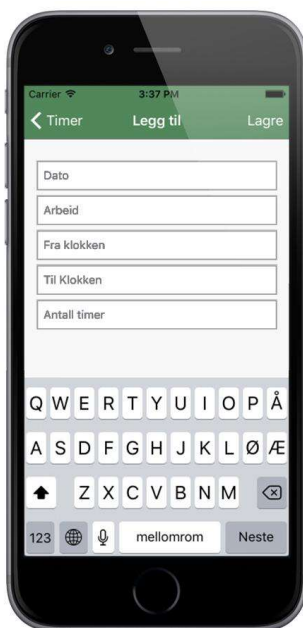 Carrier 3:37 PM
Timer Legg til Lagre
Dato
Arbeid
Fra klokken
Til Klokken
Antall timer
Q W E R T Y U I O P Å
A S D F G H J K L Ø Æ
Z X C V B N M
123 mellomrom Neste